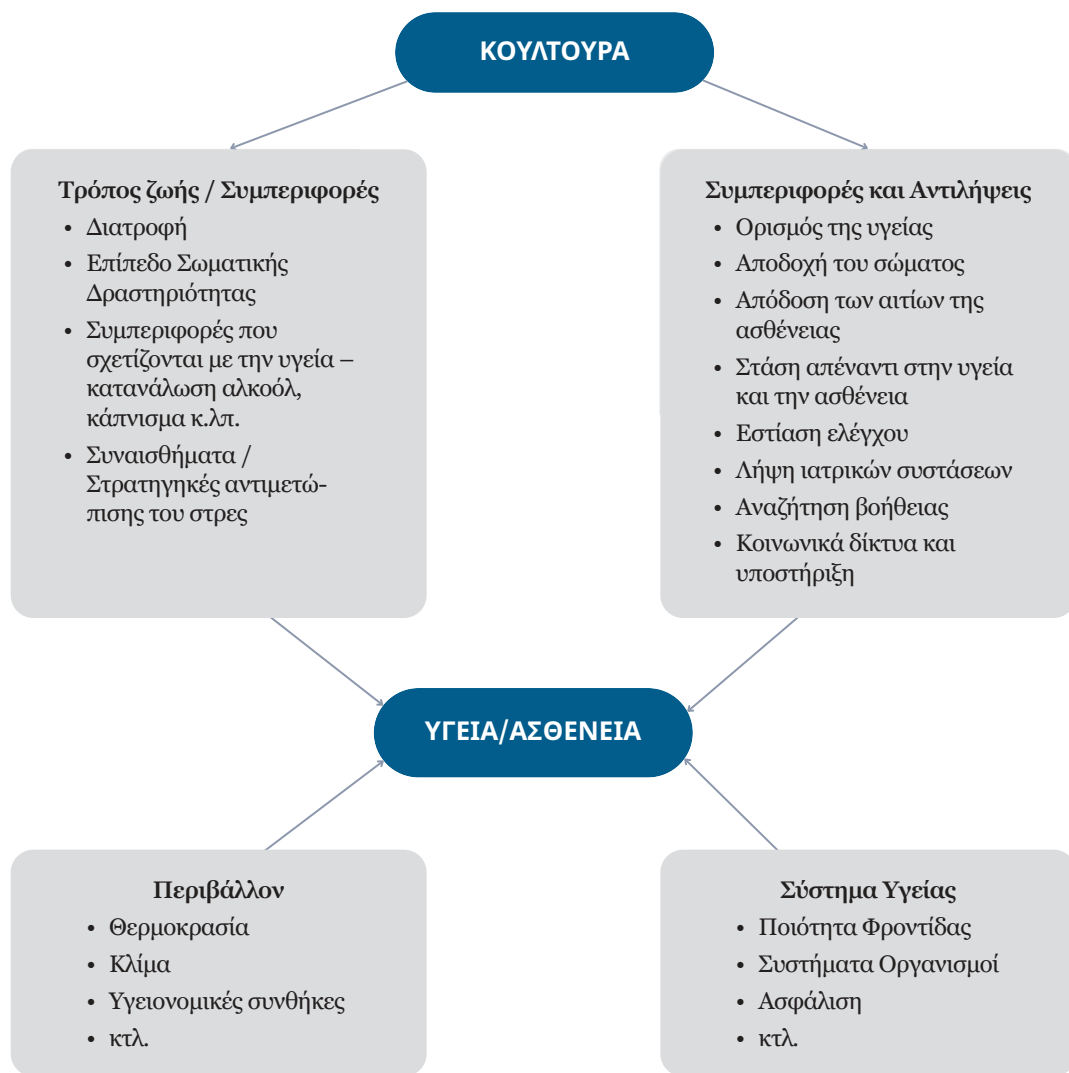 ΚΟΥΛΤΟΥΡΑ
Τρόπος ζωής / Συμπεριφορές
• Διατροφή
• Επίπεδο Σωματικής
Δραστηριότητας
• Συμπεριφορές που
σχετίζονται με την υγεία –
κατανάλωση αλκοόλ,
κάπνισμα κ.λπ.
• Συναισθήματα /
Στρατηγηκές αντιμετώ-
πισης του στρες
Συμπεριφορές και Αντιλήψεις
• Ορισμός της υγείας
• Αποδοχή του σώματος
• Απόδοση των αιτίων της
ασθένειας
• Στάση απέναντι στην υγεία
και την ασθένεια
• Εστίαση ελέγχου
• Λήψη ιατρικών συστάσεων
• Αναζήτηση βοήθειας
• Κοινωνικά δίκτυα και
υποστήριξη
ΥΓΕΙΑ/ΑΣΘΕΝΕΙΑ
Περιβάλλον
• Θερμοκρασία
• Κλίμα
• Υγειονομικές συνθήκες
• κτλ.
Σύστημα Υγείας
• Ποιότητα Φροντίδας
• Συστήματα Οργανισμοί
• Ασφάλιση
• κτλ.